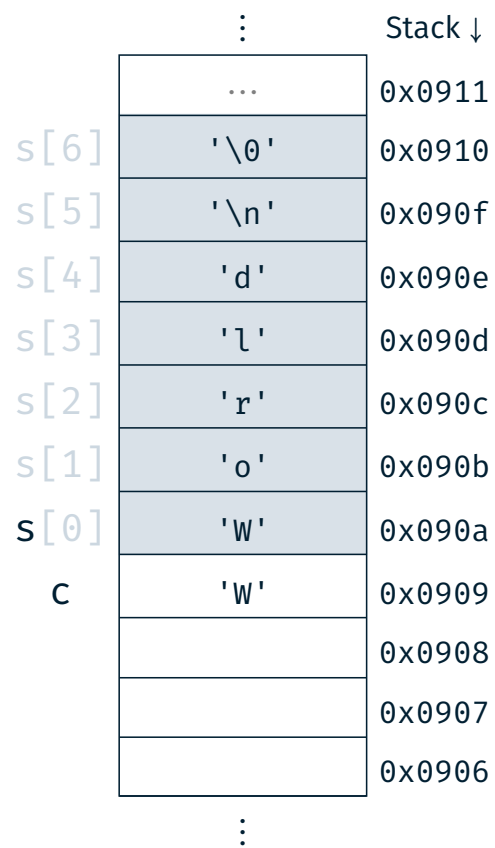 ⋮ Stack ↓
... 0x0911
s[6] '\0' 0x0910
s[5] '\n' 0x090f
s[4] 'd' 0x090e
s[3] 'l' 0x090d
s[2] 'r' 0x090c
s[1] 'o' 0x090b
s[0] 'W' 0x090a
c 'W' 0x0909
0x0908
0x0907
0x0906
⋮